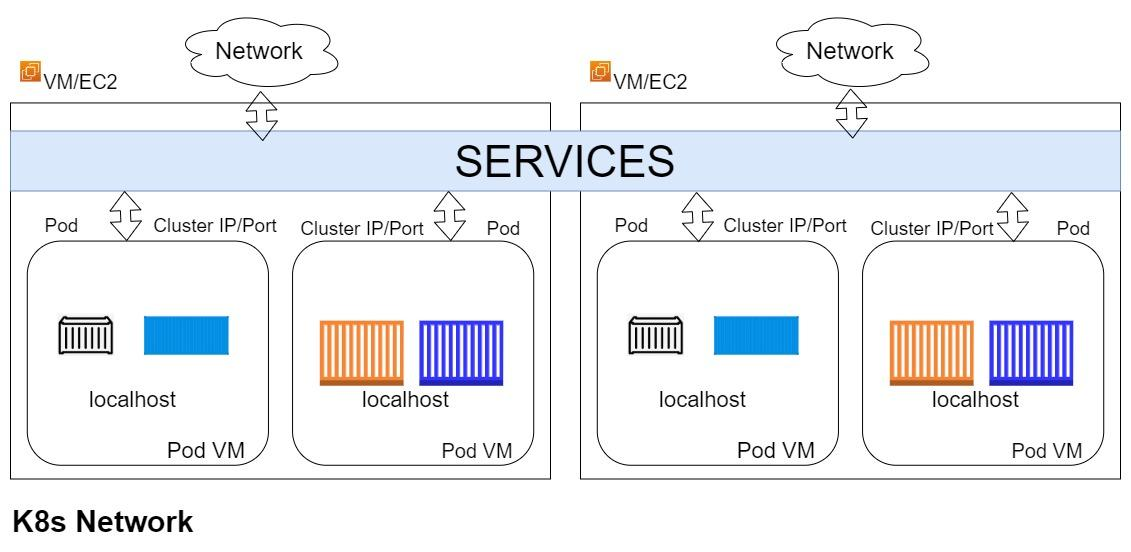 Network
Network
VM/EC2
VM/EC2
SERVICES
Pod
Cluster IP/Port
Cluster IP/Port
Pod
Pod
Cluster IP/Port
Cluster IP/Port
Pod
localhost
localhost
localhost
localhost
Pod VM
Pod VM
Pod VM
Pod VM
K8s Network